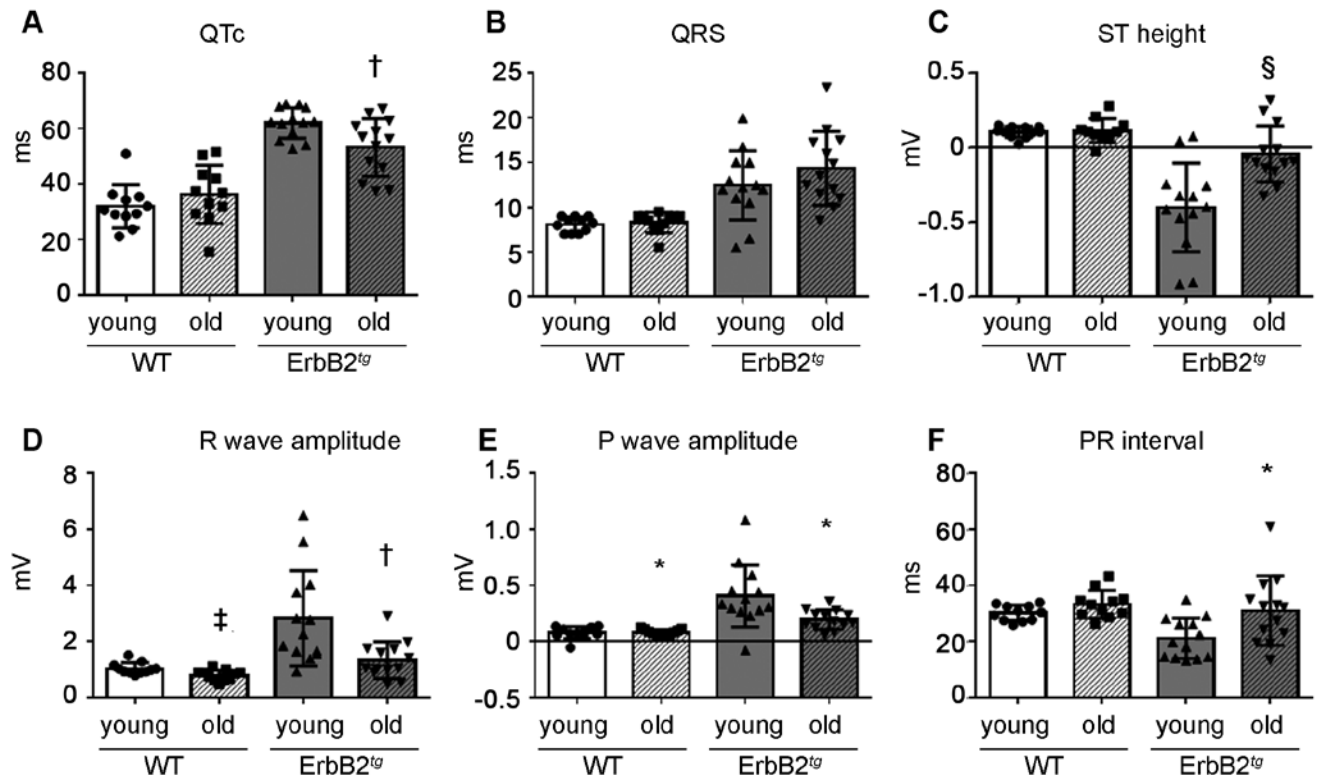 A
QTc
ms
80
60
40
20
0
†
young old young old
WT ErbB2tg
B
QRS
ms
25
20
15
10
5
0
young old young old
WT ErbB2tg
C
ST height
mV
0.5
0
-0.5
-1.0
§
young old young old
WT ErbB2tg
D
R wave amplitude
mV
8
6
4
2
0
‡
†
young old young old
WT ErbB2tg
E
P wave amplitude
mV
1.5
1.0
0.5
0
-0.5
*
*
young old young old
WT ErbB2tg
F
PR interval
ms
80
60
40
20
0
*
young old young old
WT ErbB2tg